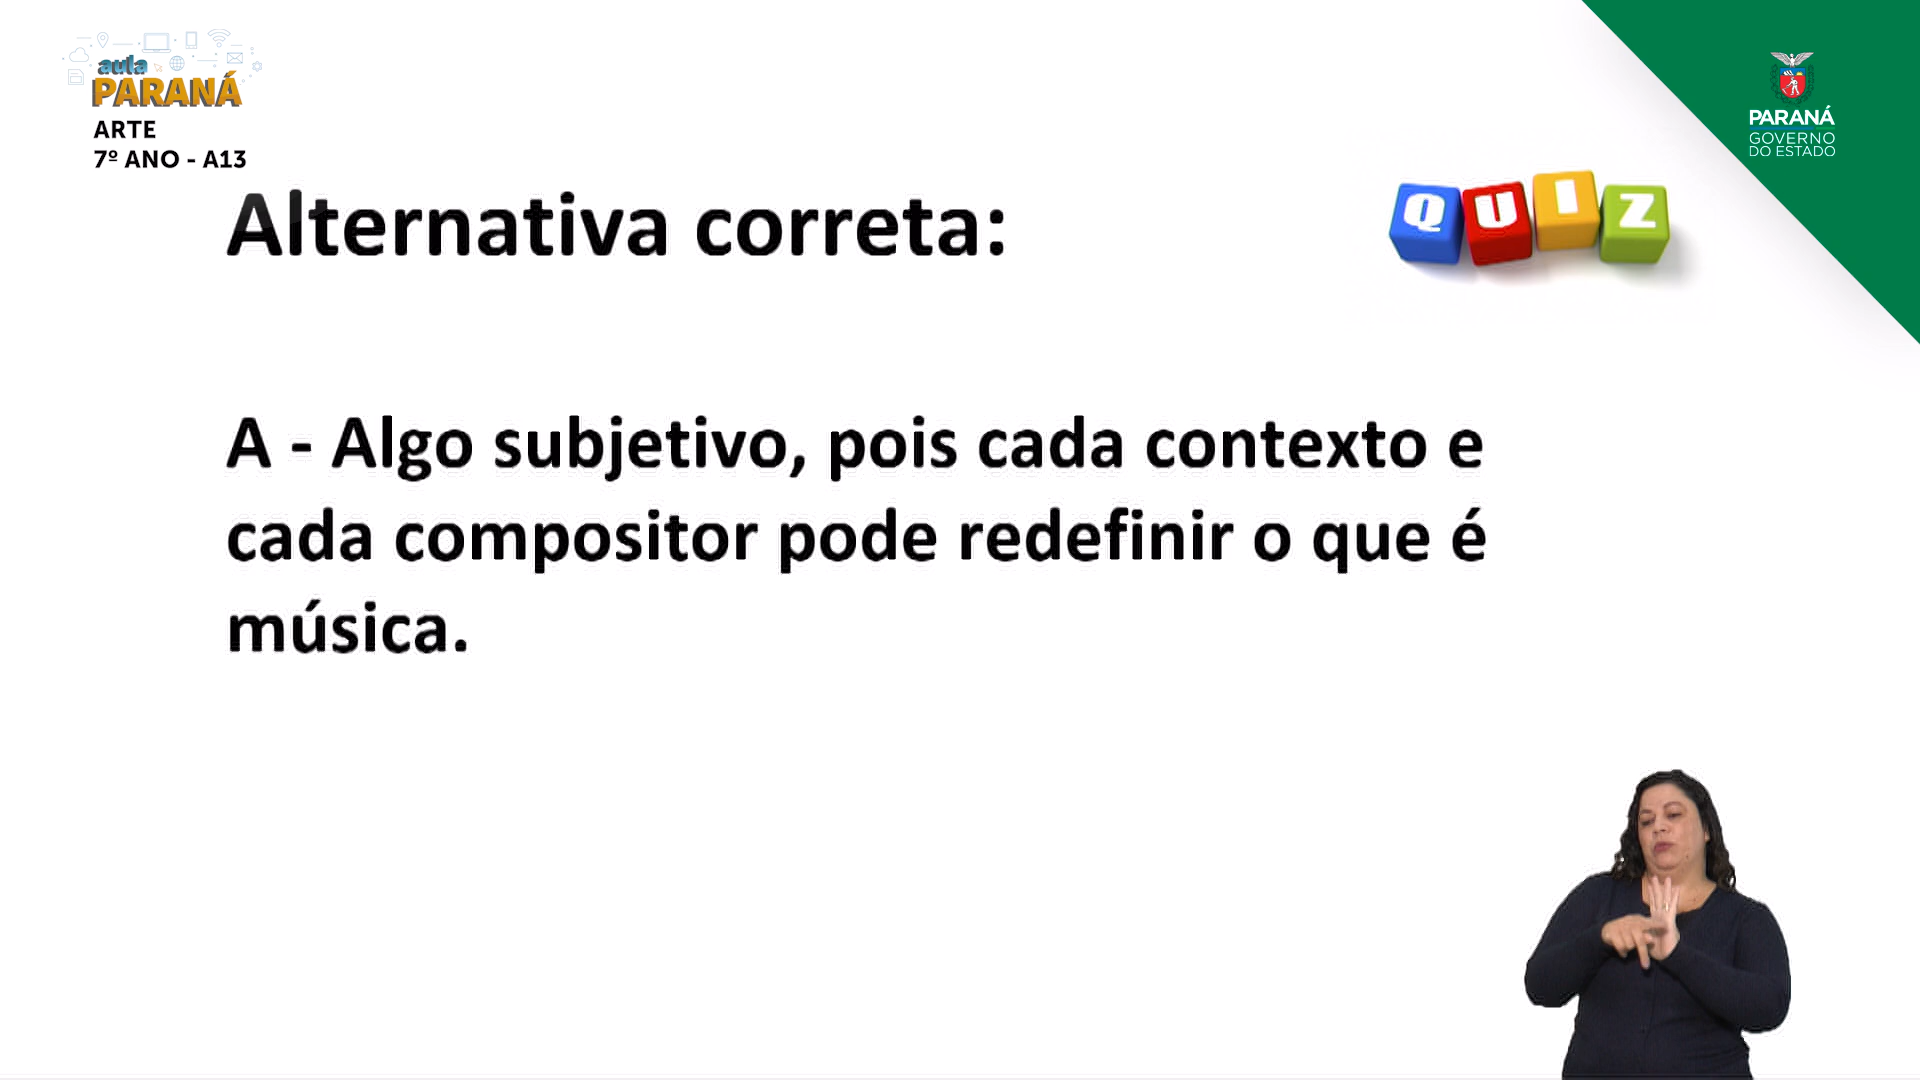 aula
PARANÁ
ARTE
7º ANO - A13
PARANÁ
GOVERNO
DO ESTADO
QUIZ
Alternativa correta:
A - Algo subjetivo, pois cada contexto e
cada compositor pode redefinir o que é
música.